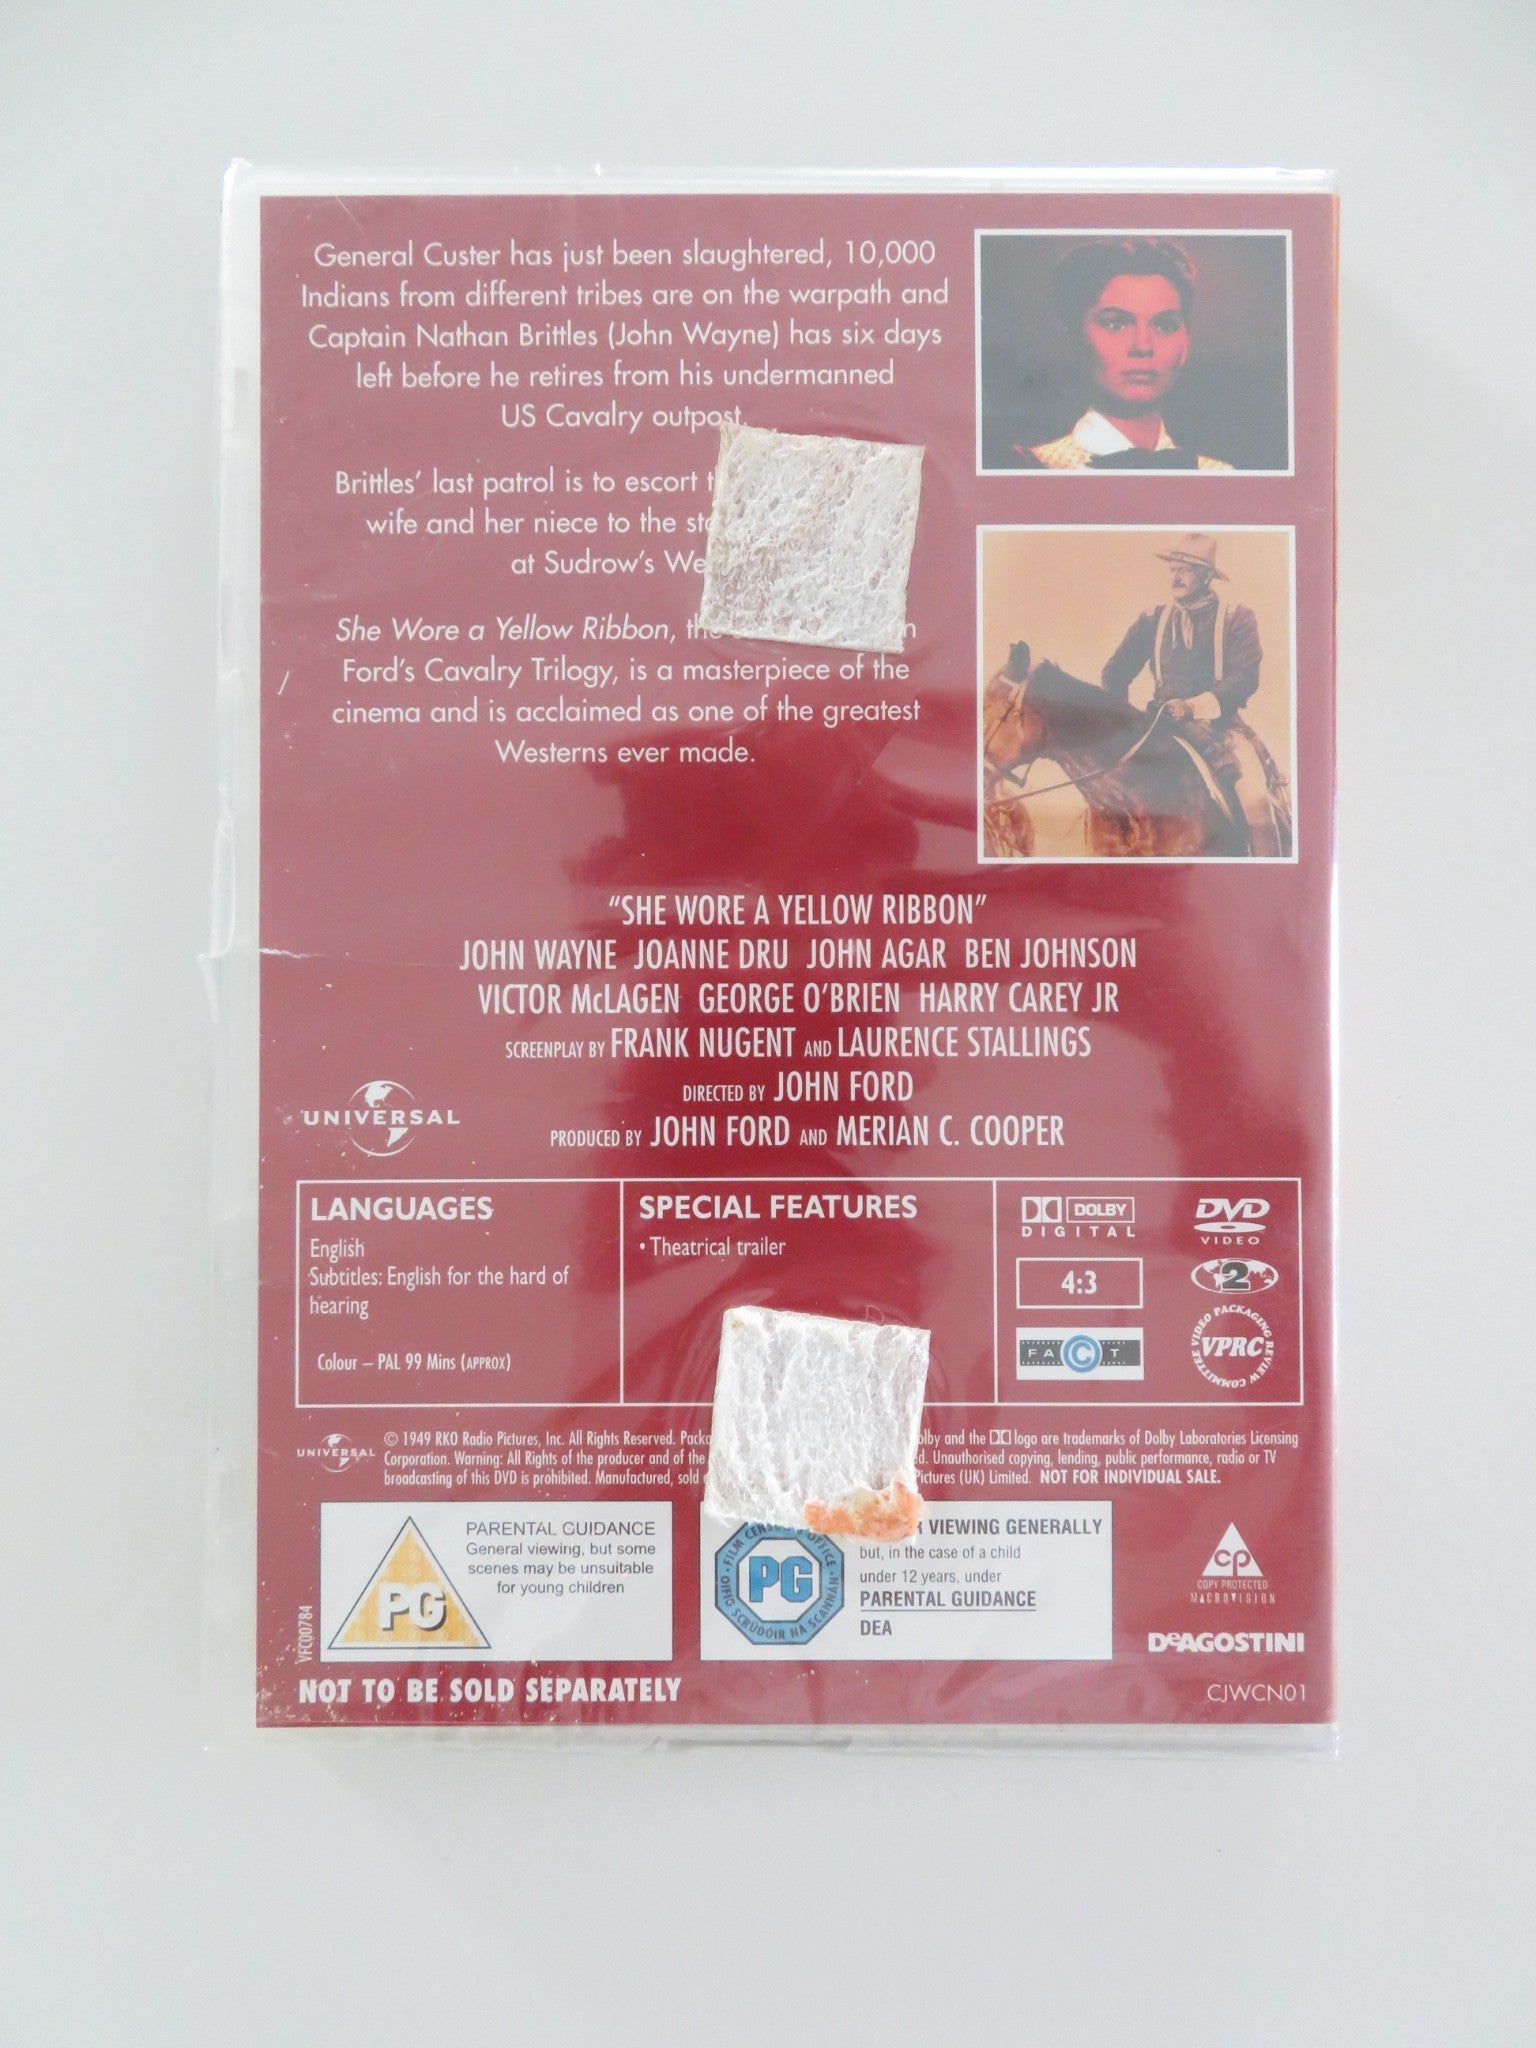 General Custer has just been slaughtered, 10,000
Indians from different tribes are on the warpath and
Captain Nathan Brittles (John Wayne) has six days
left before he retires from his undermanned
US Cavalry outpost.
Brittles' last patrol is to escort
wife and her niece to the
at Sudrow's
She Wore a Yellow Ribbon,
Ford's Cavalry Trilogy, is a masterpiece of the
cinema and is acclaimed as one of the greatest
Westerns ever made.
"SHE WORE A YELLOW RIBBON"
JOHN WAYNE JOANNE DRU JOHN AGAR BEN JOHNSON
VICTOR McLAGEN GEORGE O'BRIEN HARRY CAREY JR
SCREENPLAY BY FRANK NUGENT AND LAURENCE STALLINGS
DIRECTED BY JOHN FORD
PRODUCED BY JOHN FORD AND MERIAN C. COOPER
UNIVERSAL
LANGUAGES
English
Subtitles: English for the hard of
hearing
Colour – PAL 99 Mins (APPROX)
SPECIAL FEATURES
• Theatrical trailer
DOLBY
DIGITAL
DVD
VIDEO
4:3
2
FACT
VIDEO PACKAGING REVIEW COMMITTEE
VPRC
UNIVERSAL
© 1949 RKO Radio Pictures, Inc. All Rights Reserved. and the logo are trademarks of Dolby Laboratories Licensing
Corporation. Warning: All Rights of the producer and of the Unauthorised copying, lending, public performance, radio or TV
broadcasting of this DVD is prohibited. Manufactured, sold Pictures (UK) Limited. NOT FOR INDIVIDUAL SALE.
PG
PARENTAL GUIDANCE
General viewing, but some
scenes may be unsuitable
for young children
FILM CENSOR'S OFFICE
PG
OIFIG SCRÚDÓIR NA SCANNÁN
VIEWING GENERALLY
but, in the case of a child
under 12 years, under
PARENTAL GUIDANCE
DEA
cp
COPY PROTECTED
MACROVISION
VFC00784
DeAGOSTINI
NOT TO BE SOLD SEPARATELY
CJWCN01